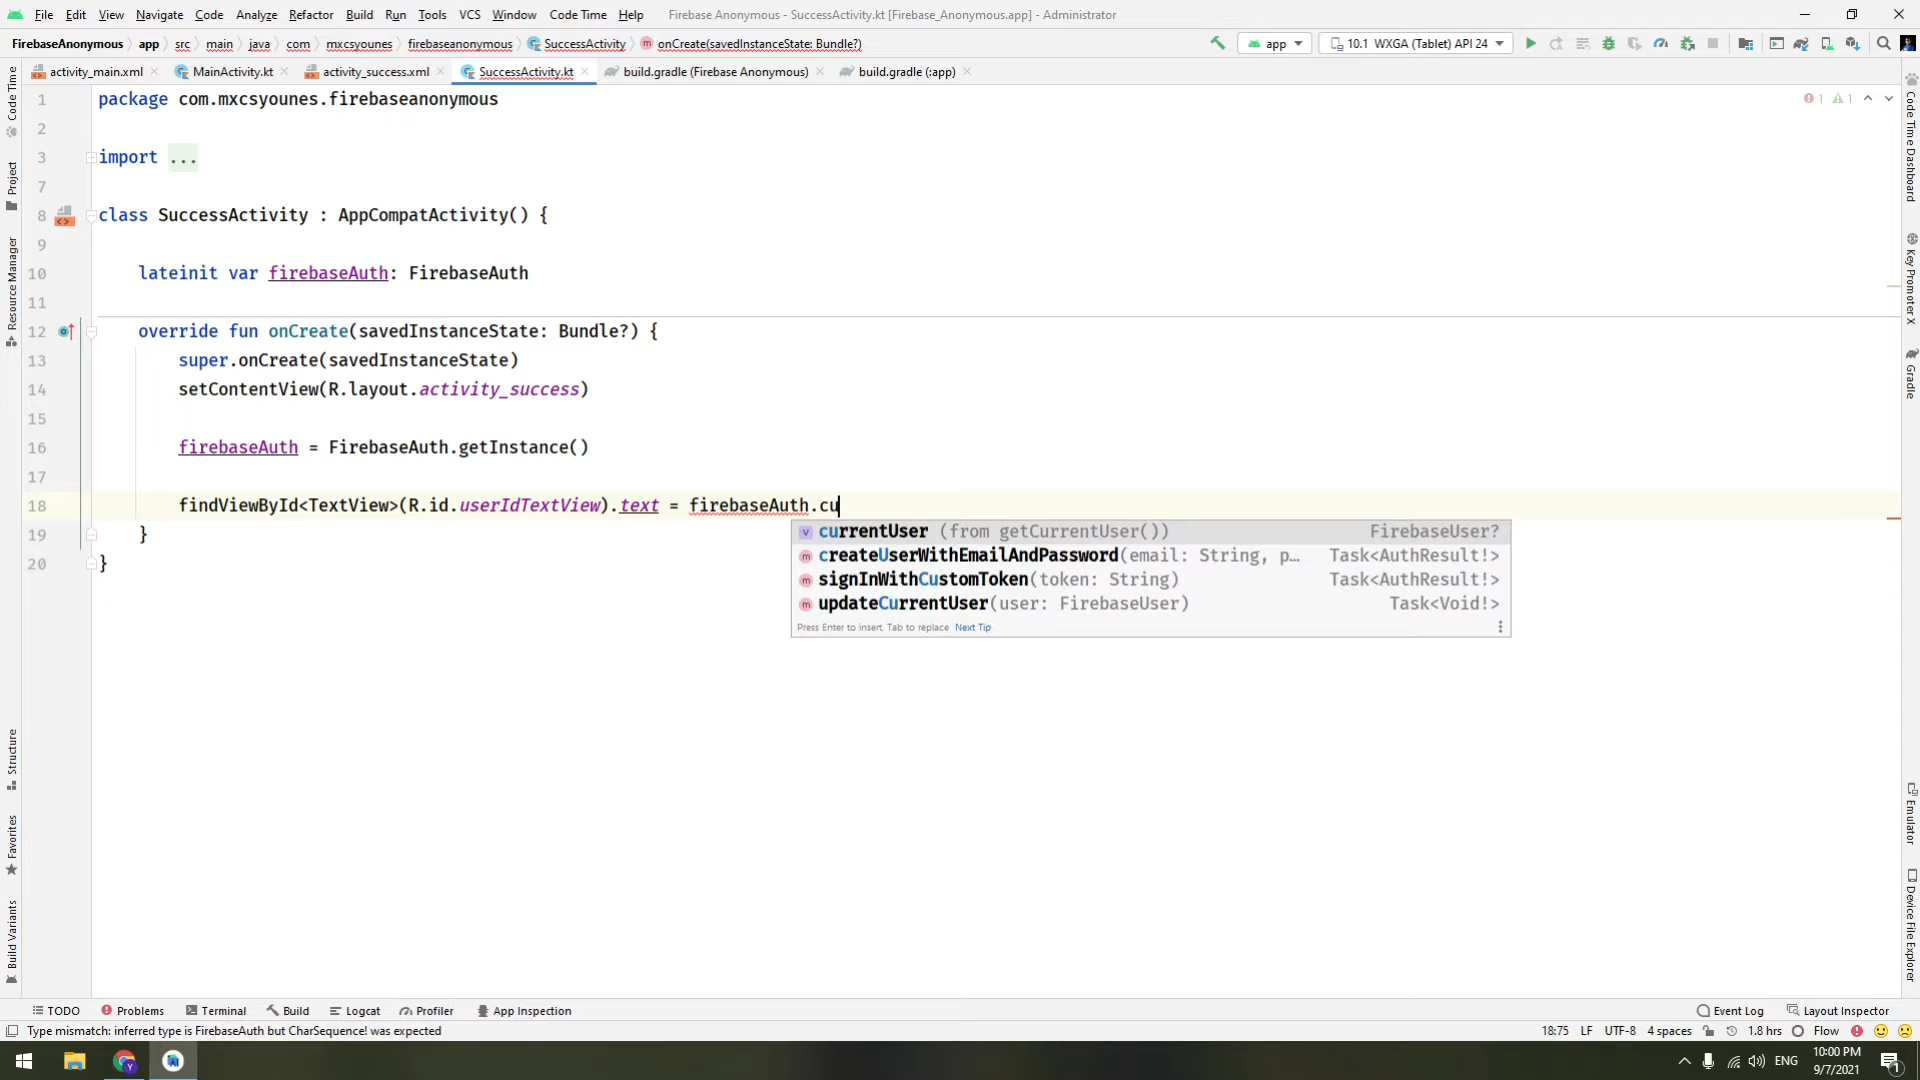 File Edit View Navigate Code Analyze Refactor Build Run Tools VCS Window Code Time Help Firebase Anonymous - SuccessActivity.kt [Firebase_Anonymous.app] - Administrator
FirebaseAnonymous app src main java com mxcsyounes firebaseanonymous SuccessActivity onCreate(savedInstanceState: Bundle?) app 10.1 WXGA (Tablet) API 24
activity_main.xml MainActivity.kt activity_success.xml SuccessActivity.kt build.gradle (Firebase Anonymous) build.gradle (:app)
1 package com.mxcsyounes.firebaseanonymous
1 1
2
3 import ...
7
8 class SuccessActivity : AppCompatActivity() {
9
10 lateinit var firebaseAuth: FirebaseAuth
11
12 override fun onCreate(savedInstanceState: Bundle?) {
13 super.onCreate(savedInstanceState)
14 setContentView(R.layout.activity_success)
15
16 firebaseAuth = FirebaseAuth.getInstance()
17
18 findViewById<TextView>(R.id.userIdTextView).text = firebaseAuth.cu
19 }
20 }
currentUser (from getCurrentUser()) FirebaseUser?
createUserWithEmailAndPassword(email: String, p... Task<AuthResult!>
signInWithCustomToken(token: String) Task<AuthResult!>
updateCurrentUser(user: FirebaseUser) Task<Void!>
Press Enter to insert, Tab to replace Next Tip
Code Time
Project
Resource Manager
Structure
Favorites
Build Variants
Code Time Dashboard
Key Promoter X
Gradle
Emulator
Device File Explorer
TODO Problems Terminal Build Logcat Profiler App Inspection Event Log Layout Inspector
Type mismatch: inferred type is FirebaseAuth but CharSequence! was expected 18:75 LF UTF-8 4 spaces 1.8 hrs Flow
ENG 10:00 PM
9/7/2021
1